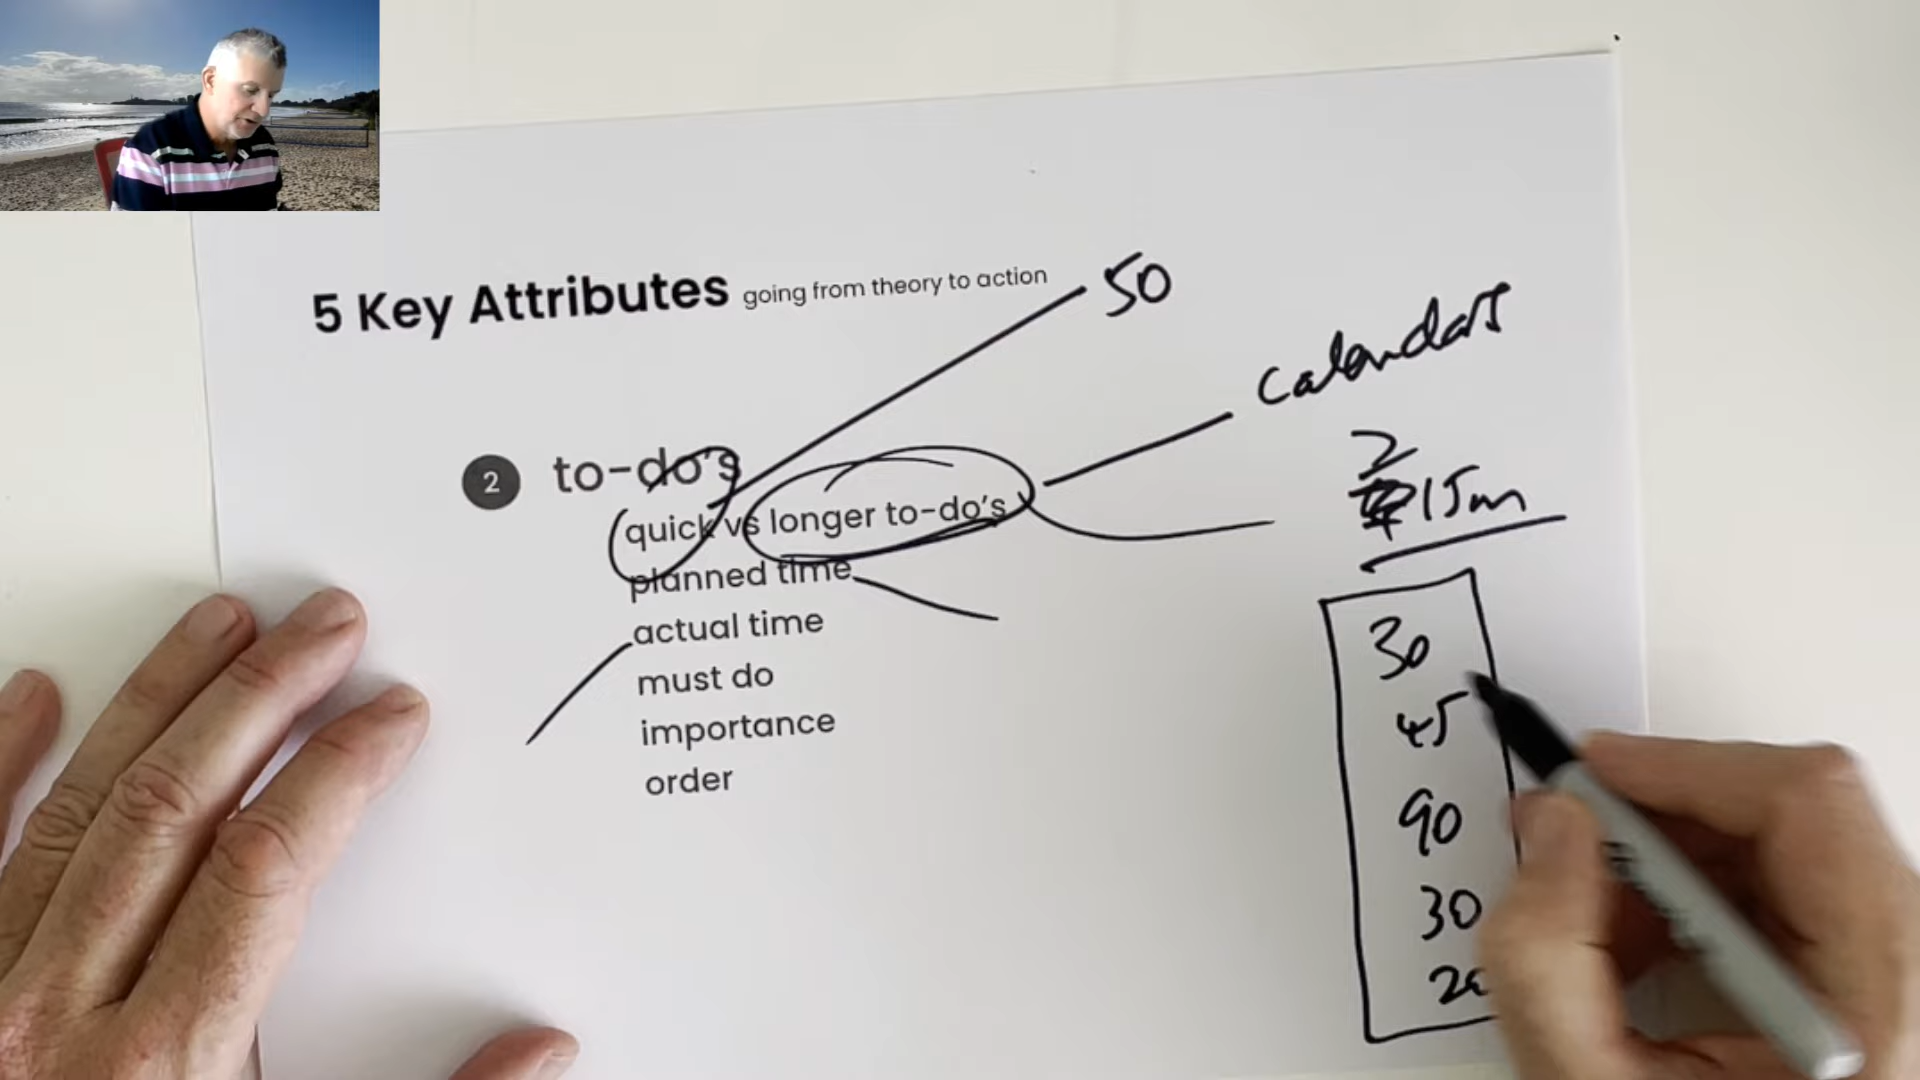 5 Key Attributes going from theory to action
50
Calendars
2 to-do's
2
15m
quick vs longer to-do's
planned time
actual time
30
must do
45
importance
order
90
30